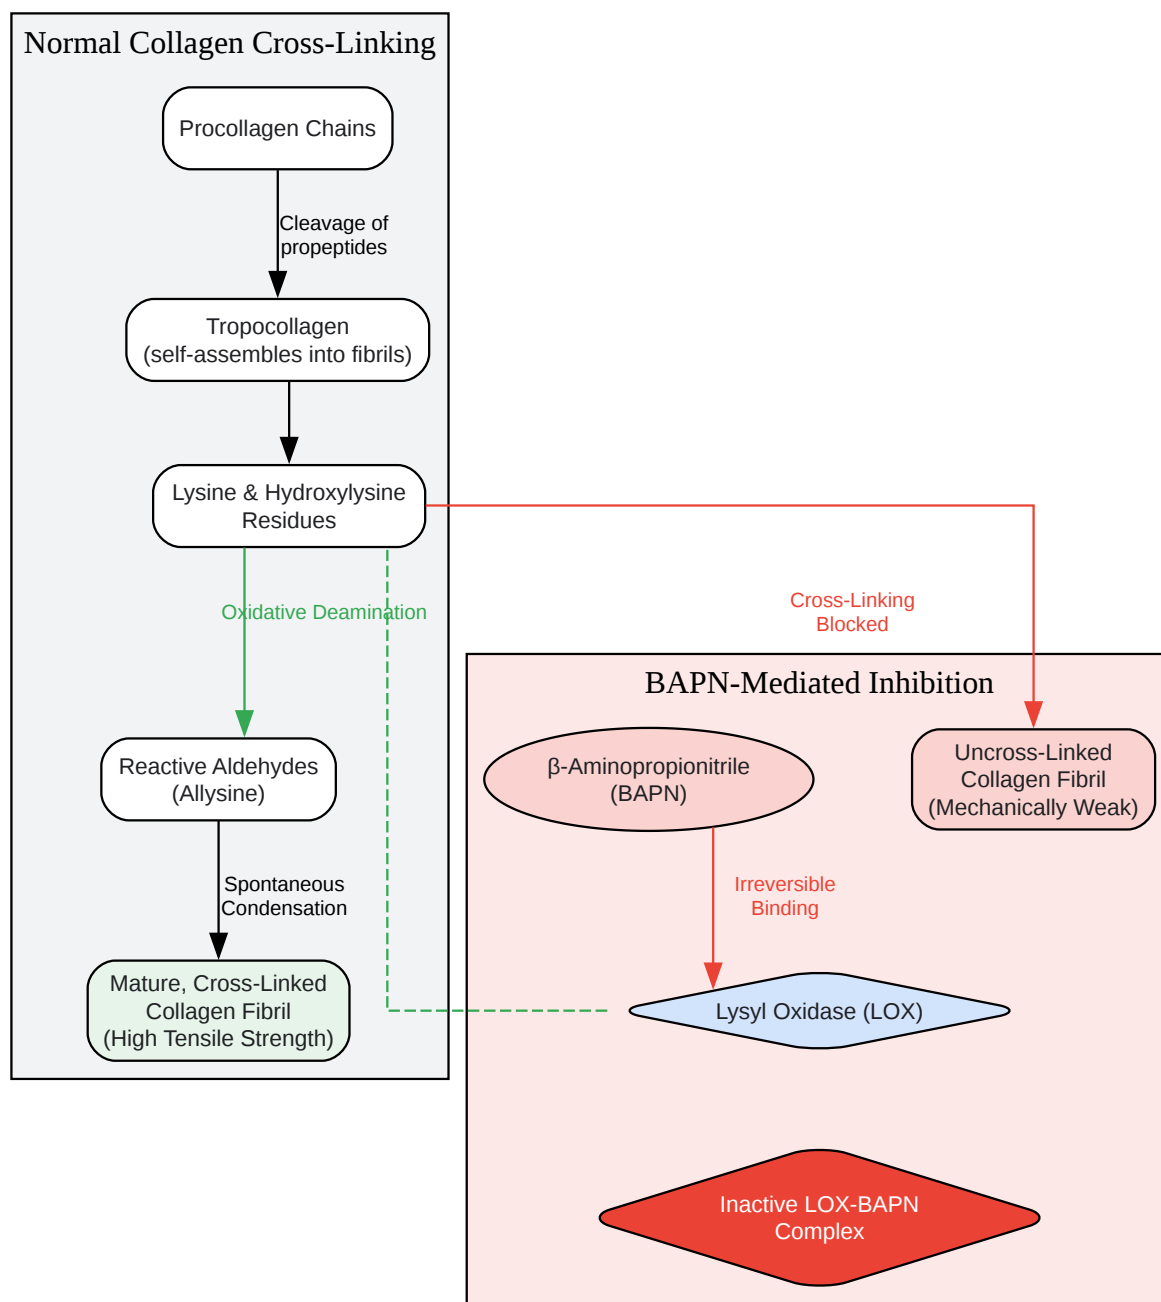 Normal Collagen Cross-Linking
Procollagen Chains
Cleavage of
propeptides
Tropocollagen
(self-assembles into fibrils)
Lysine & Hydroxylysine
Residues
Oxidative Deamination
Reactive Aldehydes
(Allysine)
Spontaneous
Condensation
Mature, Cross-Linked
Collagen Fibril
(High Tensile Strength)
Cross-Linking
Blocked
BAPN-Mediated Inhibition
β-Aminopropionitrile
(BAPN)
Uncross-Linked
Collagen Fibril
(Mechanically Weak)
Irreversible
Binding
Lysyl Oxidase (LOX)
Inactive LOX-BAPN
Complex